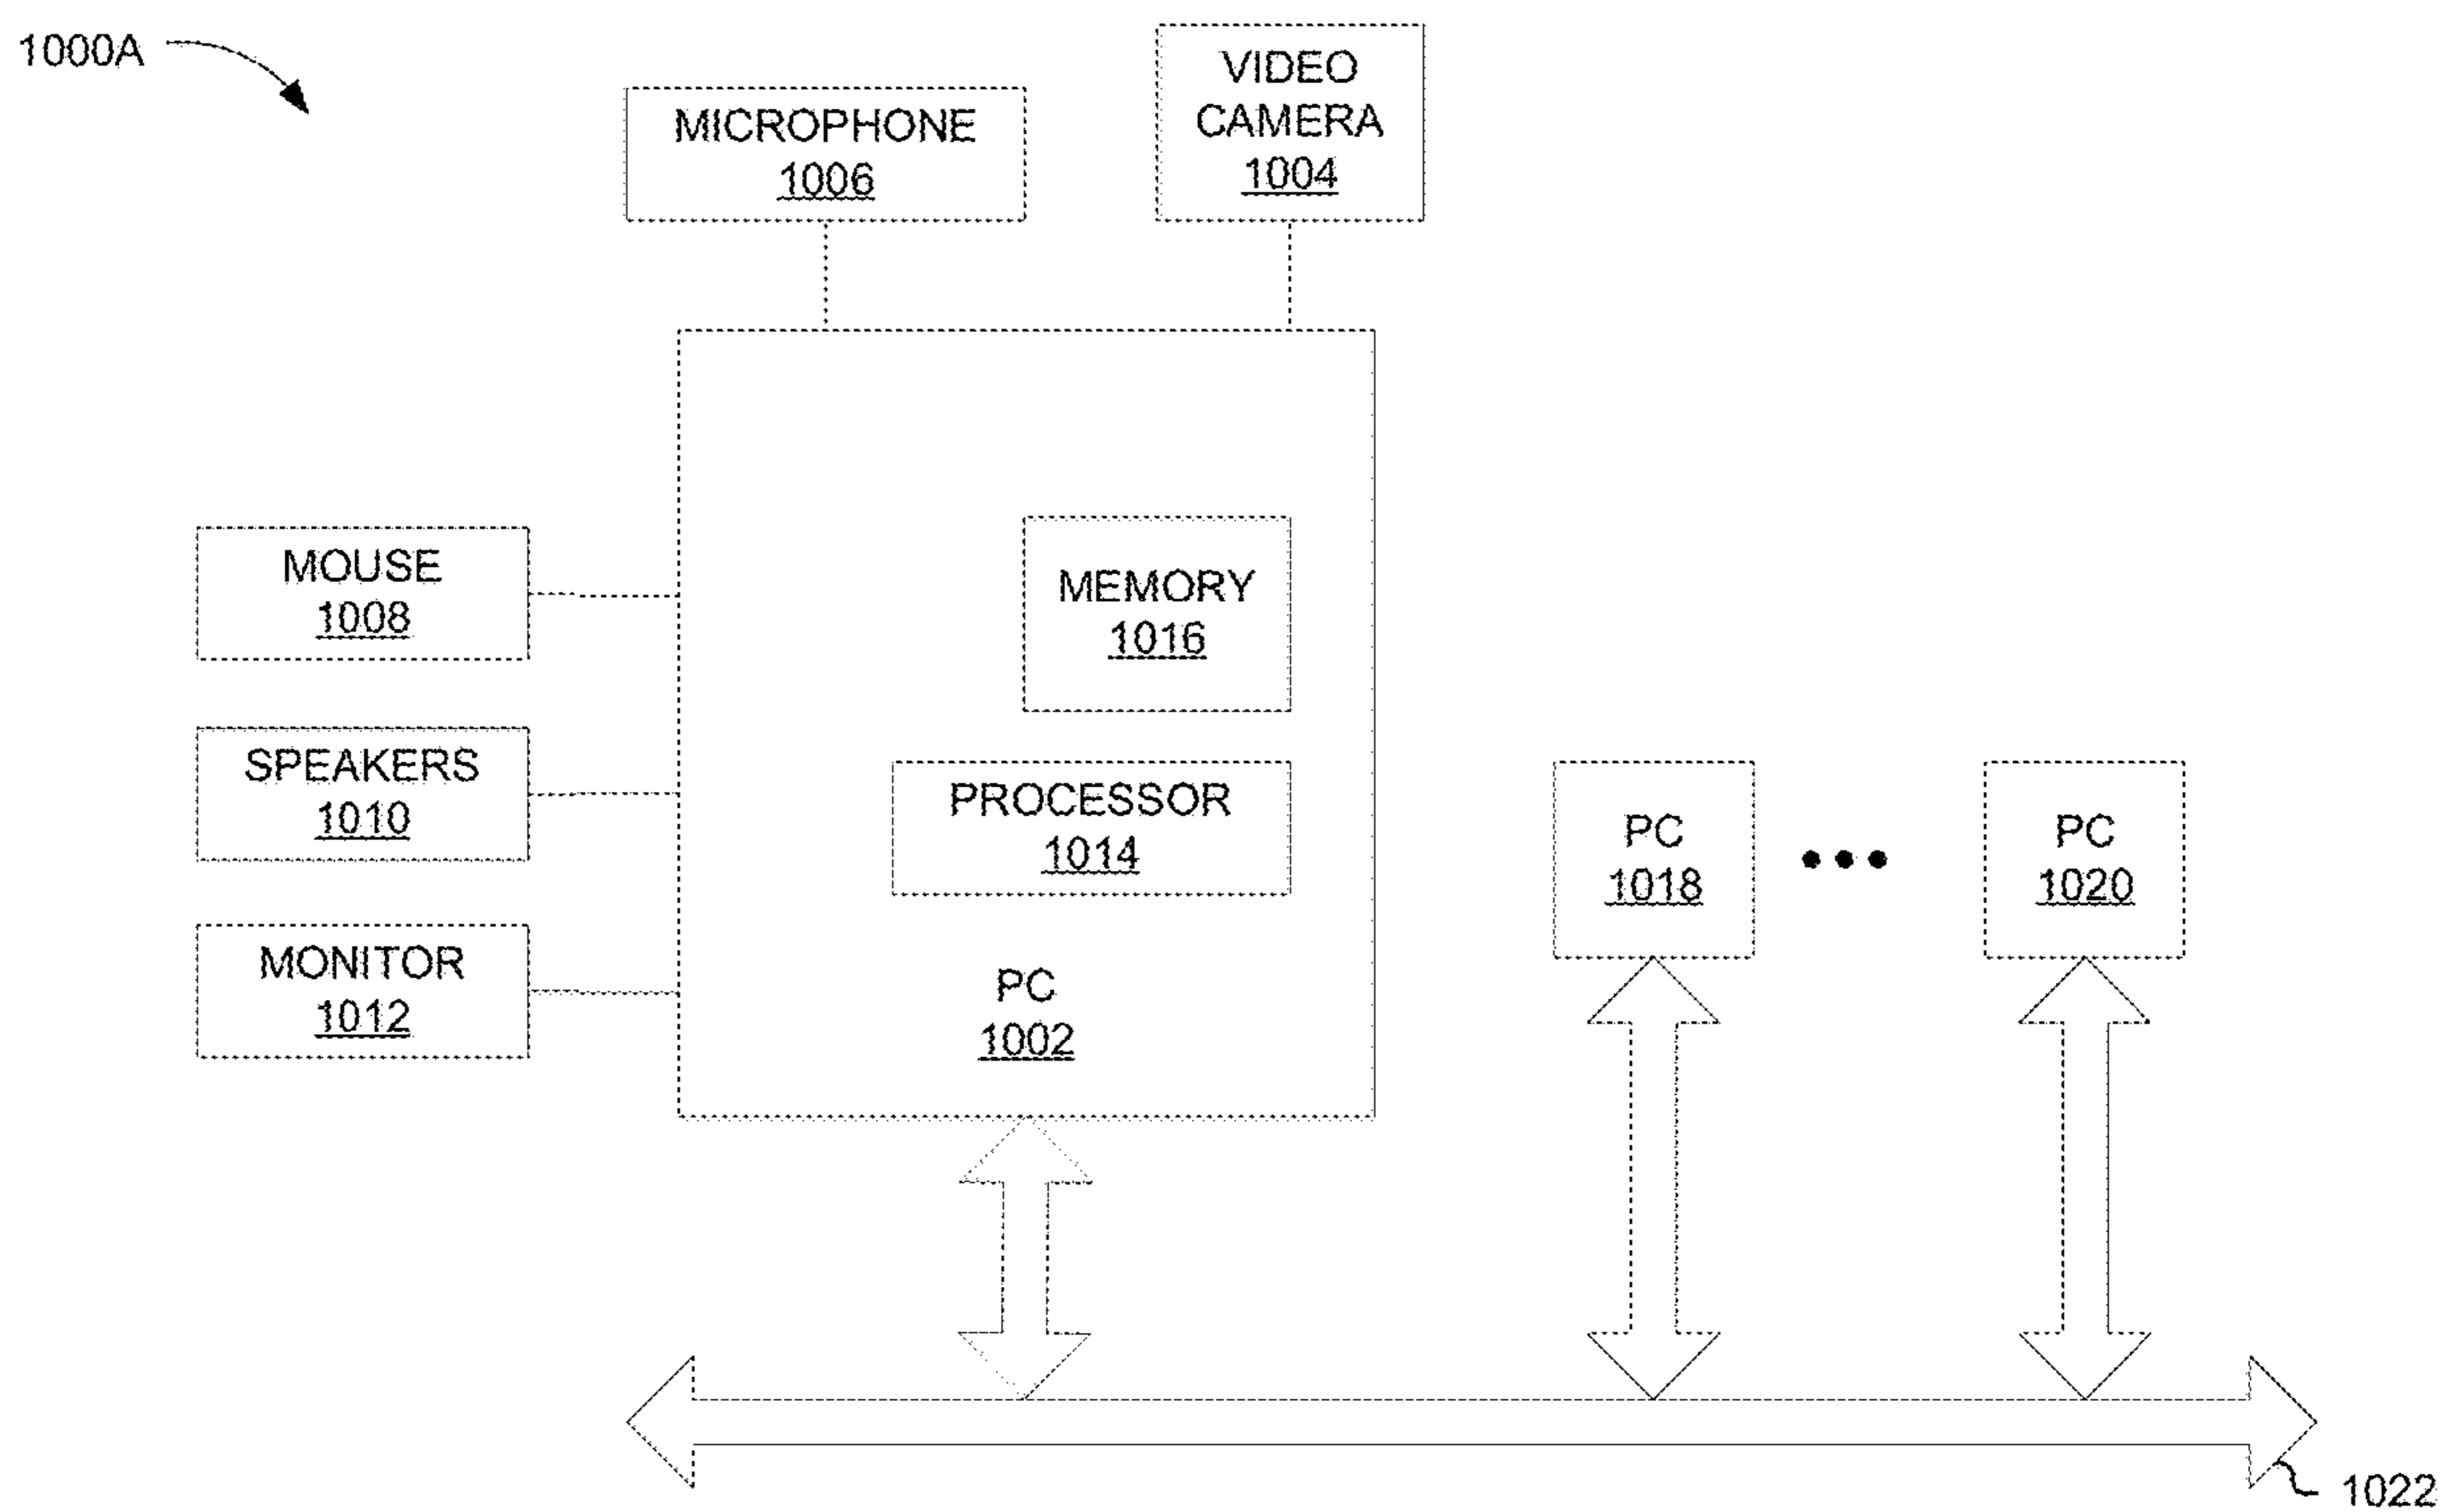 1000A
MICROPHONE
1006
VIDEO
CAMERA
1004
MOUSE
1008
MEMORY
1016
SPEAKERS
1010
PROCESSOR
1014
PC
1018
PC
1020
MONITOR
1012
PC
1002
1022